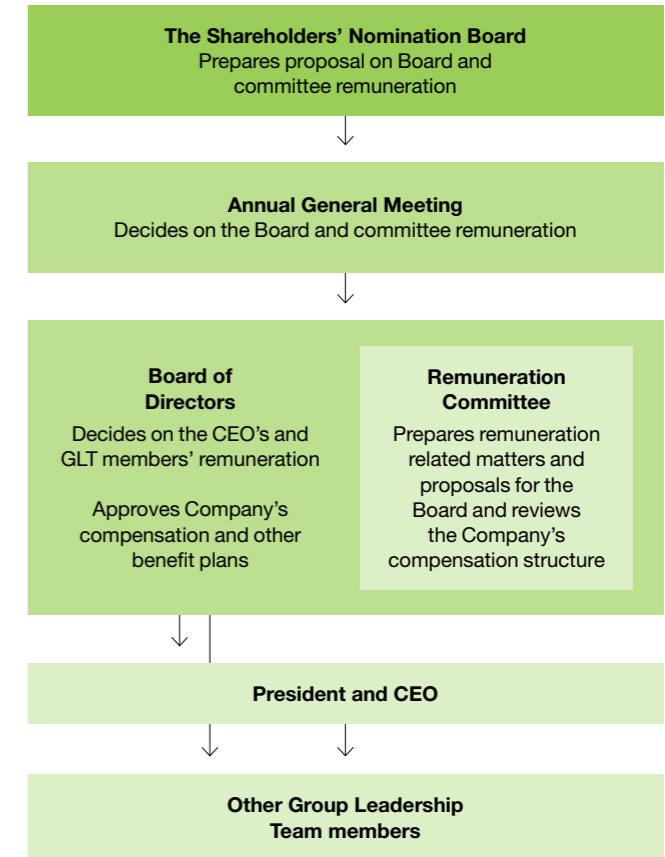 The Shareholders’ Nomination Board
Prepares proposal on Board and
committee remuneration
Annual General Meeting
Decides on the Board and committee remuneration
Board of
Directors
Decides on the CEO’s and
GLT members’ remuneration
Approves Company’s
compensation and other
benefit plans
Remuneration
Committee
Prepares remuneration
related matters and
proposals for the
Board and reviews
the Company’s
compensation structure
President and CEO
Other Group Leadership
Team members